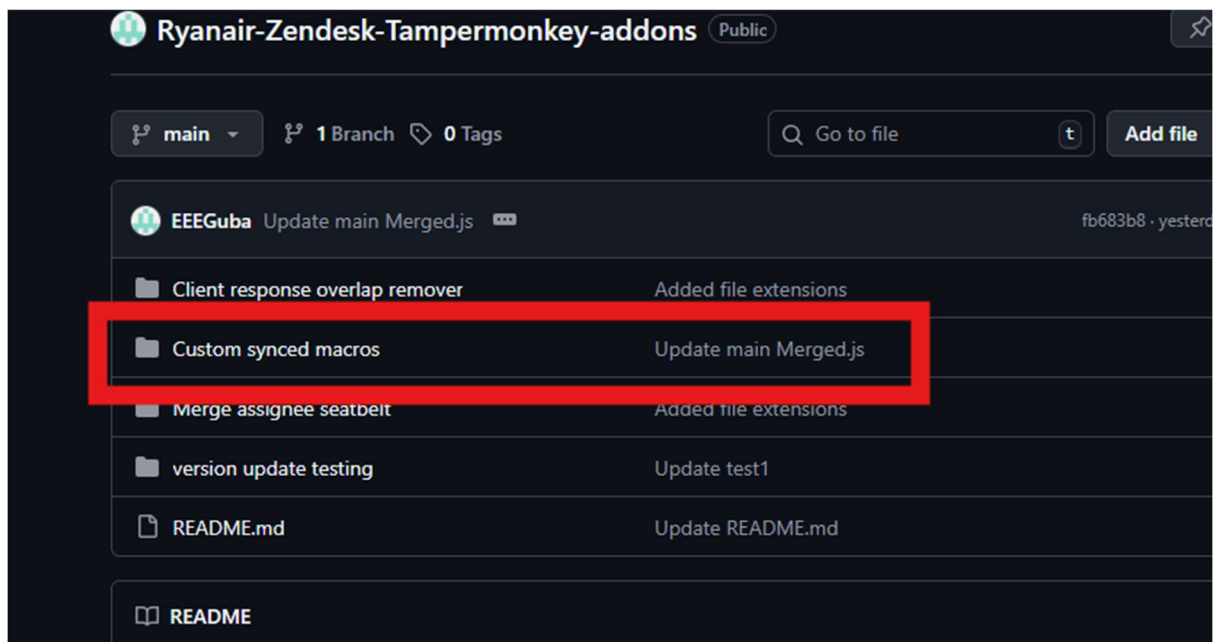 Ryanair-Zendesk-Tampermonkey-addons Public
main 1 Branch 0 Tags Go to file t Add file
EEEGuba Update main Merged.js fb683b8 · yesterd
Client response overlap remover Added file extensions
Custom synced macros Update main Merged.js
Merge assignee seatbelt Added file extensions
version update testing Update test1
README.md Update README.md
README